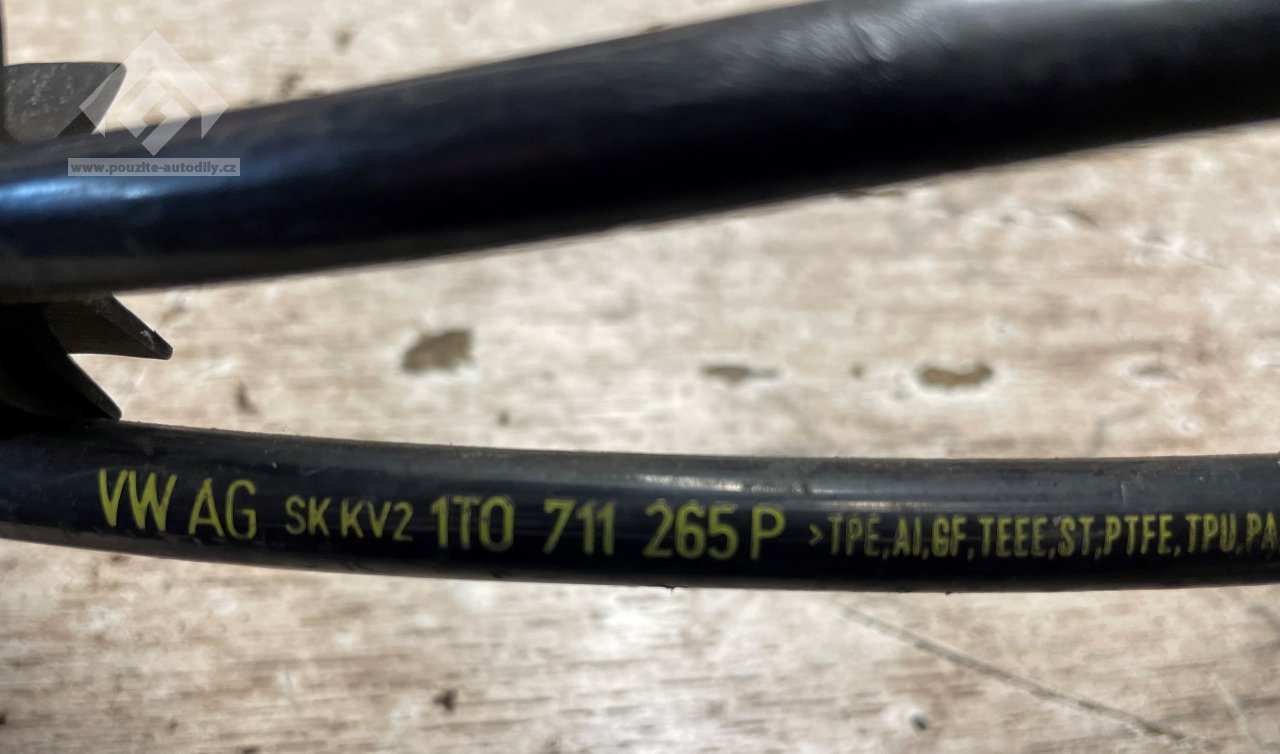 www.pouzite-autodily.cz
VW AG SK KV2 1T0 711 265 P >TPE,AI,GF,TEEE,ST,PTFE,TPU,PA